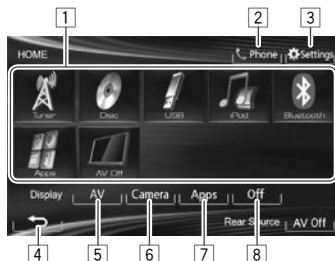 1 2 3
HOME Phone Settings
Tuner Disc USB iPod Bluetooth
Apps AV Off
Display AV Camera Apps Off
Rear Source AV Off
4 5 6 7 8